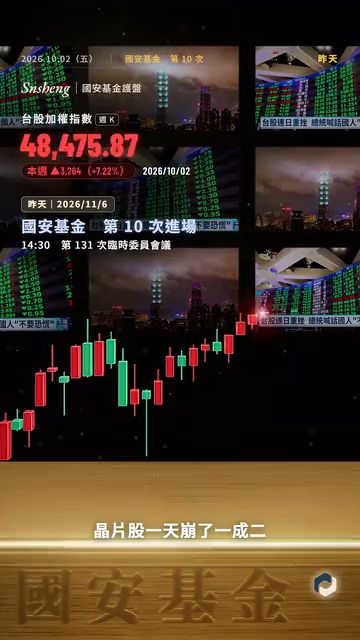 2026.10.02（五）
國安基金 第 10 次
昨天
Snsheng 國安基金護盤
台股加權指數 週 K
48,475.87
本週 ▲3,264（+7.22%） 2026/10/02
台股連日重挫 總統喊話國人
昨天｜2026/11/6
國安基金 第 10 次進場
14:30 第 131 次臨時委員會議
國人"不要恐慌"
台股連日重挫 總統喊話國人"不
晶片股一天崩了一成二
國安基金